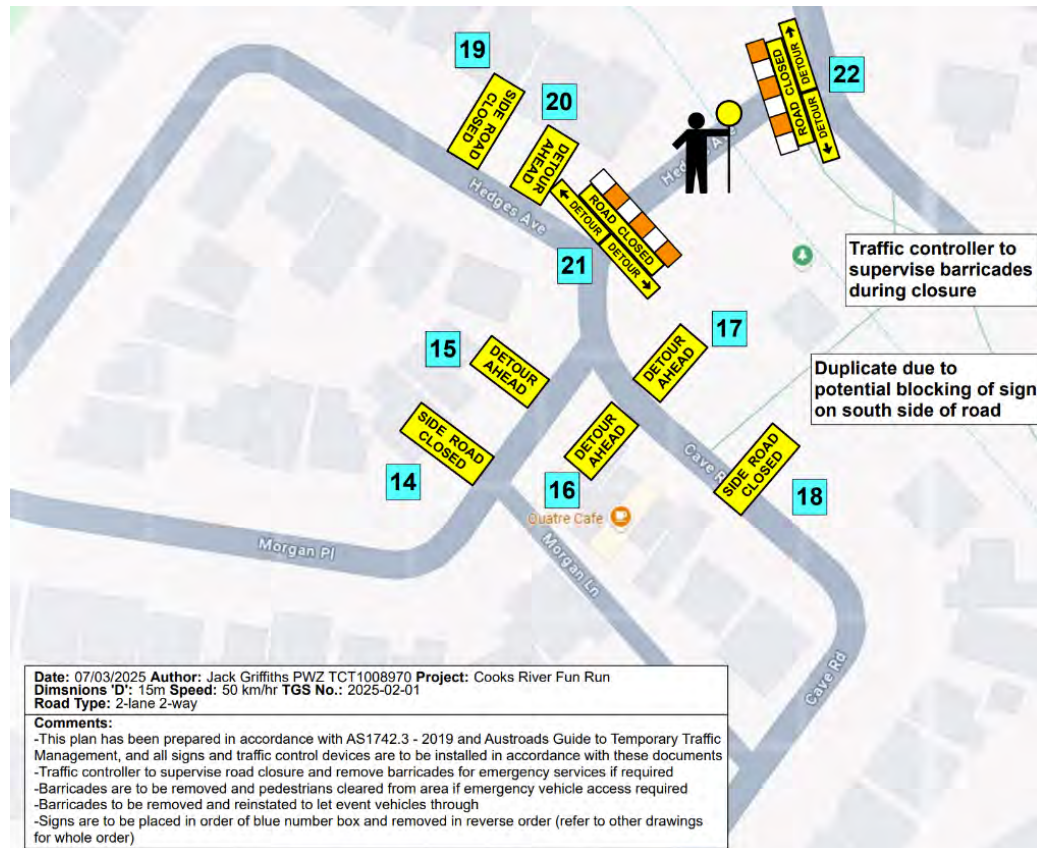 19
SIDE ROAD
CLOSED
20
DETOUR
AHEAD
DETOUR
DETOUR
ROAD CLOSED
22
Hedges Ave
Hedges Ave
DETOUR
DETOUR
ROAD CLOSED
21
Traffic controller to
supervise barricades
during closure
15
DETOUR
AHEAD
17
DETOUR
AHEAD
Duplicate due to
potential blocking of sign
on south side of road
14
SIDE ROAD
CLOSED
16
DETOUR
AHEAD
SIDE ROAD
CLOSED
18
Cave
Quatre Cafe
Morgan Pl
Morgan Ln
Cave Rd
Date: 07/03/2025 Author: Jack Griffiths PWZ TCT1008970 Project: Cooks River Fun Run
Dimsnions 'D': 15m Speed: 50 km/hr TGS No.: 2025-02-01
Road Type: 2-lane 2-way
Comments:
-This plan has been prepared in accordance with AS1742.3 - 2019 and Austroads Guide to Temporary Traffic
Management, and all signs and traffic control devices are to be installed in accordance with these documents
-Traffic controller to supervise road closure and remove barricades for emergency services if required
-Barricades are to be removed and pedestrians cleared from area if emergency vehicle access required
-Barricades to be removed and reinstated to let event vehicles through
-Signs are to be placed in order of blue number box and removed in reverse order (refer to other drawings
for whole order)